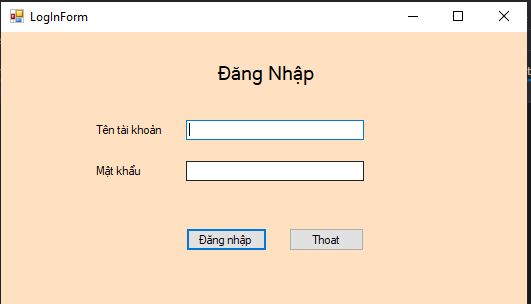 LogInForm
Đăng Nhập
Tên tài khoản
Mật khẩu
Đăng nhập Thoat